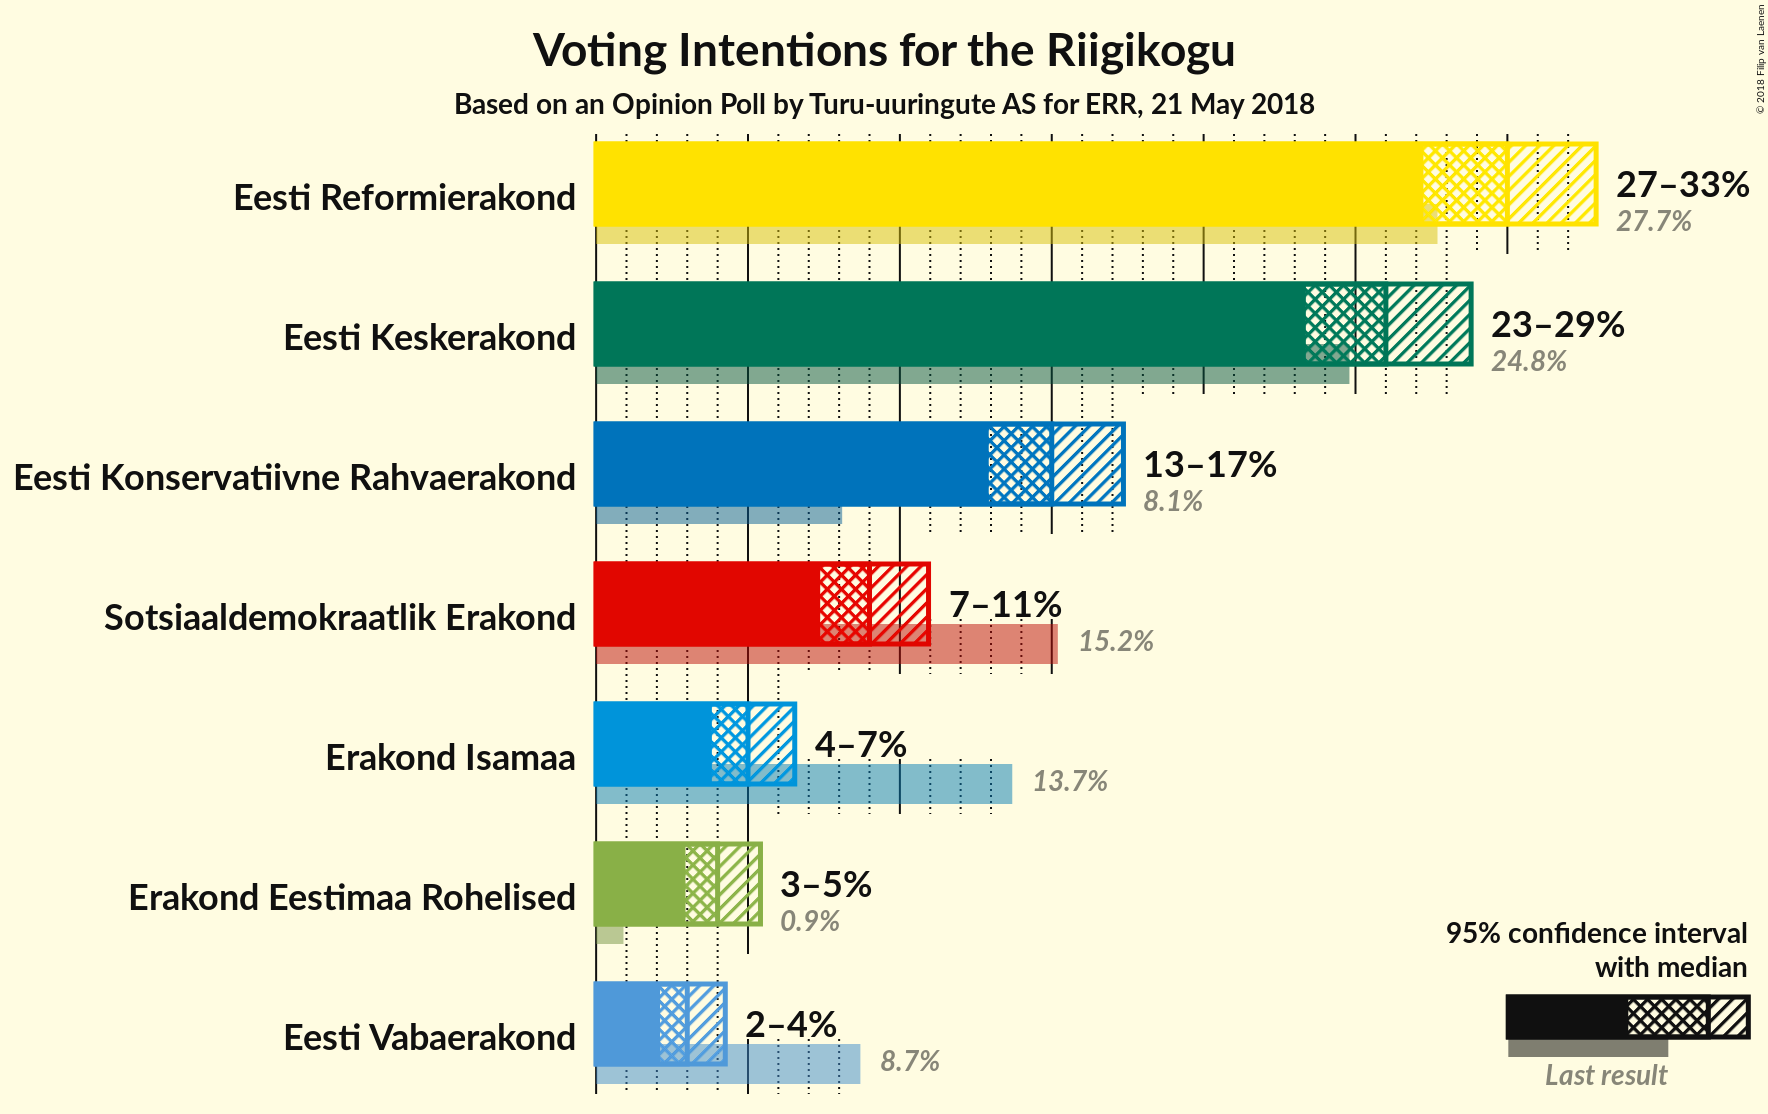 Voting Intentions for the Riigikogu
Based on an Opinion Poll by Turu-uuringute AS for ERR, 21 May 2018
© 2018 Filip van Laenen
Eesti Reformierakond
27–33%
27.7%
Eesti Keskerakond
23–29%
24.8%
Eesti Konservatiivne Rahvaerakond
13–17%
8.1%
Sotsiaaldemokraatlik Erakond
7–11%
15.2%
Erakond Isamaa
4–7%
13.7%
Erakond Eestimaa Rohelised
3–5%
0.9%
Eesti Vabaerakond
2–4%
8.7%
95% confidence interval
with median
Last result